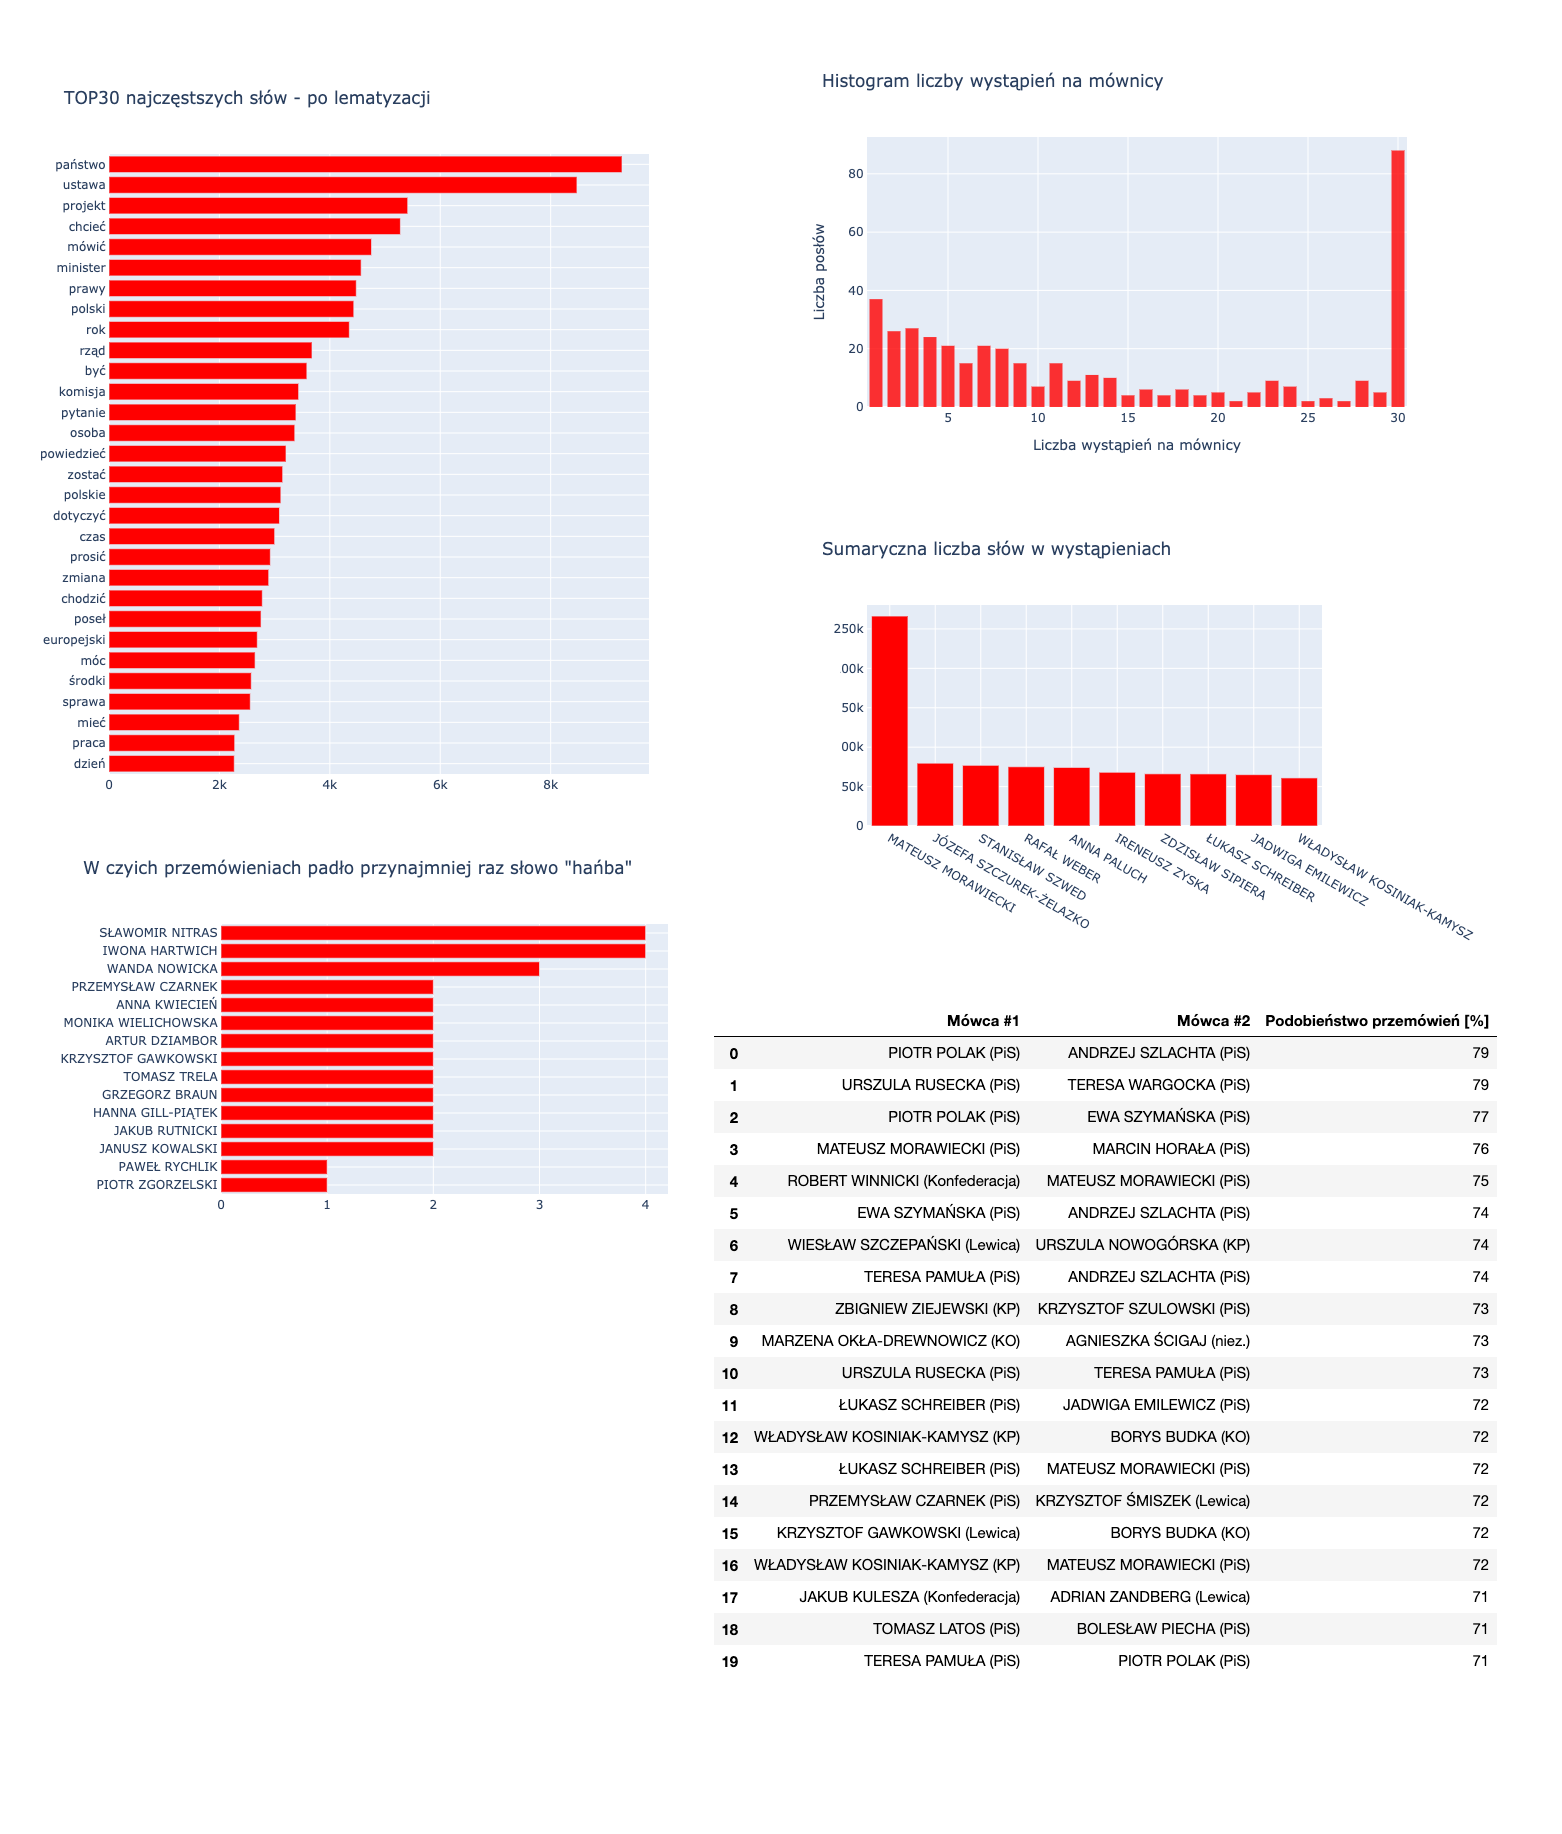 TOP30 najczęstszych słów - po lematyzacji
państwo
ustawa
projekt
chcieć
mówić
minister
prawy
polski
rok
rząd
być
komisja
pytanie
osoba
powiedzieć
zostać
polskie
dotyczyć
czas
prosić
zmiana
chodzić
poseł
europejski
móc
środki
sprawa
mieć
praca
dzień
0 2k 4k 6k 8k
W czyich przemówieniach padło przynajmniej raz słowo "hańba"
SŁAWOMIR NITRAS
IWONA HARTWICH
WANDA NOWICKA
PRZEMYSŁAW CZARNEK
ANNA KWIECIEŃ
MONIKA WIELICHOWSKA
ARTUR DZIAMBOR
KRZYSZTOF GAWKOWSKI
TOMASZ TRELA
GRZEGORZ BRAUN
HANNA GILL-PIĄTEK
JAKUB RUTNICKI
JANUSZ KOWALSKI
PAWEŁ RYCHLIK
PIOTR ZGORZELSKI
0 1 2 3 4
Histogram liczby wystąpień na mównicy
Liczba posłów
80
60
40
20
0
5 10 15 20 25 30
Liczba wystąpień na mównicy
Sumaryczna liczba słów w wystąpieniach
250k
00k
50k
00k
50k
0
MATEUSZ MORAWIECKI
JÓZEFA SZCZUREK-ŻELAZKO
STANISŁAW SZWED
RAFAŁ WEBER
ANNA PALUCH
IRENEUSZ ZYSKA
ZDZISŁAW SIPIERA
ŁUKASZ SCHREIBER
JADWIGA EMILEWICZ
WŁADYSŁAW KOSINIAK-KAMYSZ
Mówca #1 Mówca #2 Podobieństwo przemówień [%]
0 PIOTR POLAK (PiS) ANDRZEJ SZLACHTA (PiS) 79
1 URSZULA RUSECKA (PiS) TERESA WARGOCKA (PiS) 79
2 PIOTR POLAK (PiS) EWA SZYMAŃSKA (PiS) 77
3 MATEUSZ MORAWIECKI (PiS) MARCIN HORAŁA (PiS) 76
4 ROBERT WINNICKI (Konfederacja) MATEUSZ MORAWIECKI (PiS) 75
5 EWA SZYMAŃSKA (PiS) ANDRZEJ SZLACHTA (PiS) 74
6 WIESŁAW SZCZEPAŃSKI (Lewica) URSZULA NOWOGÓRSKA (KP) 74
7 TERESA PAMUŁA (PiS) ANDRZEJ SZLACHTA (PiS) 74
8 ZBIGNIEW ZIEJEWSKI (KP) KRZYSZTOF SZULOWSKI (PiS) 73
9 MARZENA OKŁA-DREWNOWICZ (KO) AGNIESZKA ŚCIGAJ (niez.) 73
10 URSZULA RUSECKA (PiS) TERESA PAMUŁA (PiS) 73
11 ŁUKASZ SCHREIBER (PiS) JADWIGA EMILEWICZ (PiS) 72
12 WŁADYSŁAW KOSINIAK-KAMYSZ (KP) BORYS BUDKA (KO) 72
13 ŁUKASZ SCHREIBER (PiS) MATEUSZ MORAWIECKI (PiS) 72
14 PRZEMYSŁAW CZARNEK (PiS) KRZYSZTOF ŚMISZEK (Lewica) 72
15 KRZYSZTOF GAWKOWSKI (Lewica) BORYS BUDKA (KO) 72
16 WŁADYSŁAW KOSINIAK-KAMYSZ (KP) MATEUSZ MORAWIECKI (PiS) 72
17 JAKUB KULESZA (Konfederacja) ADRIAN ZANDBERG (Lewica) 71
18 TOMASZ LATOS (PiS) BOLESŁAW PIECHA (PiS) 71
19 TERESA PAMUŁA (PiS) PIOTR POLAK (PiS) 71